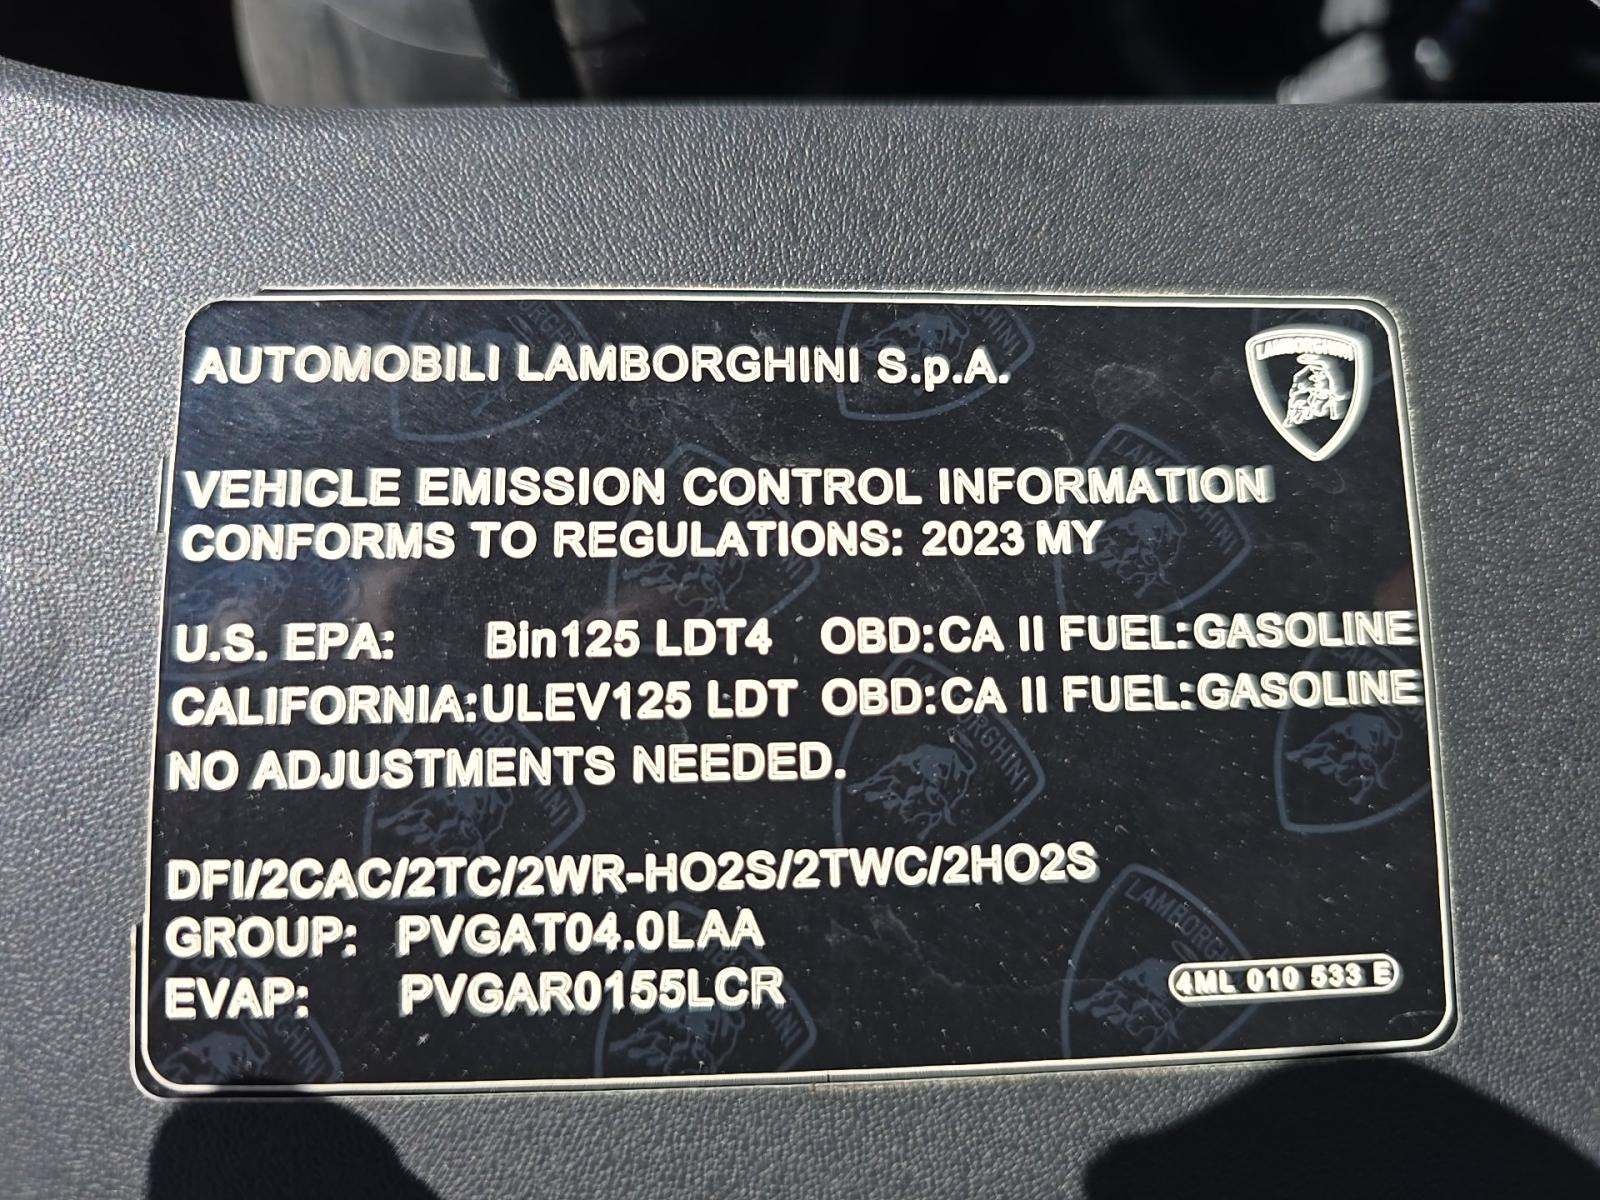 AUTOMOBILI LAMBORGHINI S.p.A.
LAMBORGHINI
VEHICLE EMISSION CONTROL INFORMATION
CONFORMS TO REGULATIONS: 2023 MY
U.S. EPA: Bin125 LDT4 OBD:CA II FUEL:GASOLINE
CALIFORNIA:ULEV125 LDT OBD:CA II FUEL:GASOLINE
NO ADJUSTMENTS NEEDED.
DFI/2CAC/2TC/2WR-HO2S/2TWC/2HO2S
GROUP: PVGAT04.0LAA
EVAP: PVGAR0155LCR
4ML 010 533 E